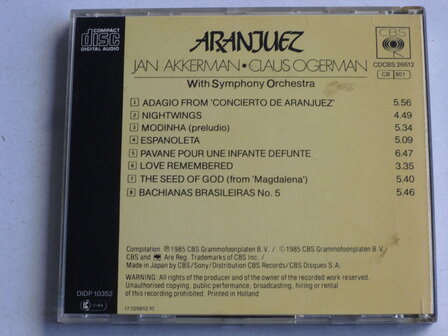 COMPACT
disc
DIGITAL AUDIO
ARANJUEZ
JAN AKKERMAN • CLAUS OGERMAN
With Symphony Orchestra
CBS
CDCBS 26612
CB 801
1 ADAGIO FROM 'CONCIERTO DE ARANJUEZ' 5.56
2 NIGHTWINGS 4.49
3 MODINHA (preludio) 5.34
4 ESPANOLETA 5.09
5 PAVANE POUR UNE INFANTE DEFUNTE 6.47
6 LOVE REMEMBERED 3.35
7 THE SEED OF GOD (from 'Magdalena') 5.40
8 BACHIANAS BRASILEIRAS No. 5 5.46
Compilation ℗ 1985 CBS Grammofoonplaten B.V. / © 1985 CBS Grammofoonplaten B.V./
CBS and Are Reg. Trademarks of CBS Inc. /
Made in Japan by CBS/Sony/Distribution CBS Records/CBS Disques S.A.
WARNING: All rights of the producer and of the owner of the recorded work reserved.
Unauthorised copying, public performance, broadcasting, hiring or rental
of this recording prohibited. Printed in Holland
DIDP 10352
17.026612.10